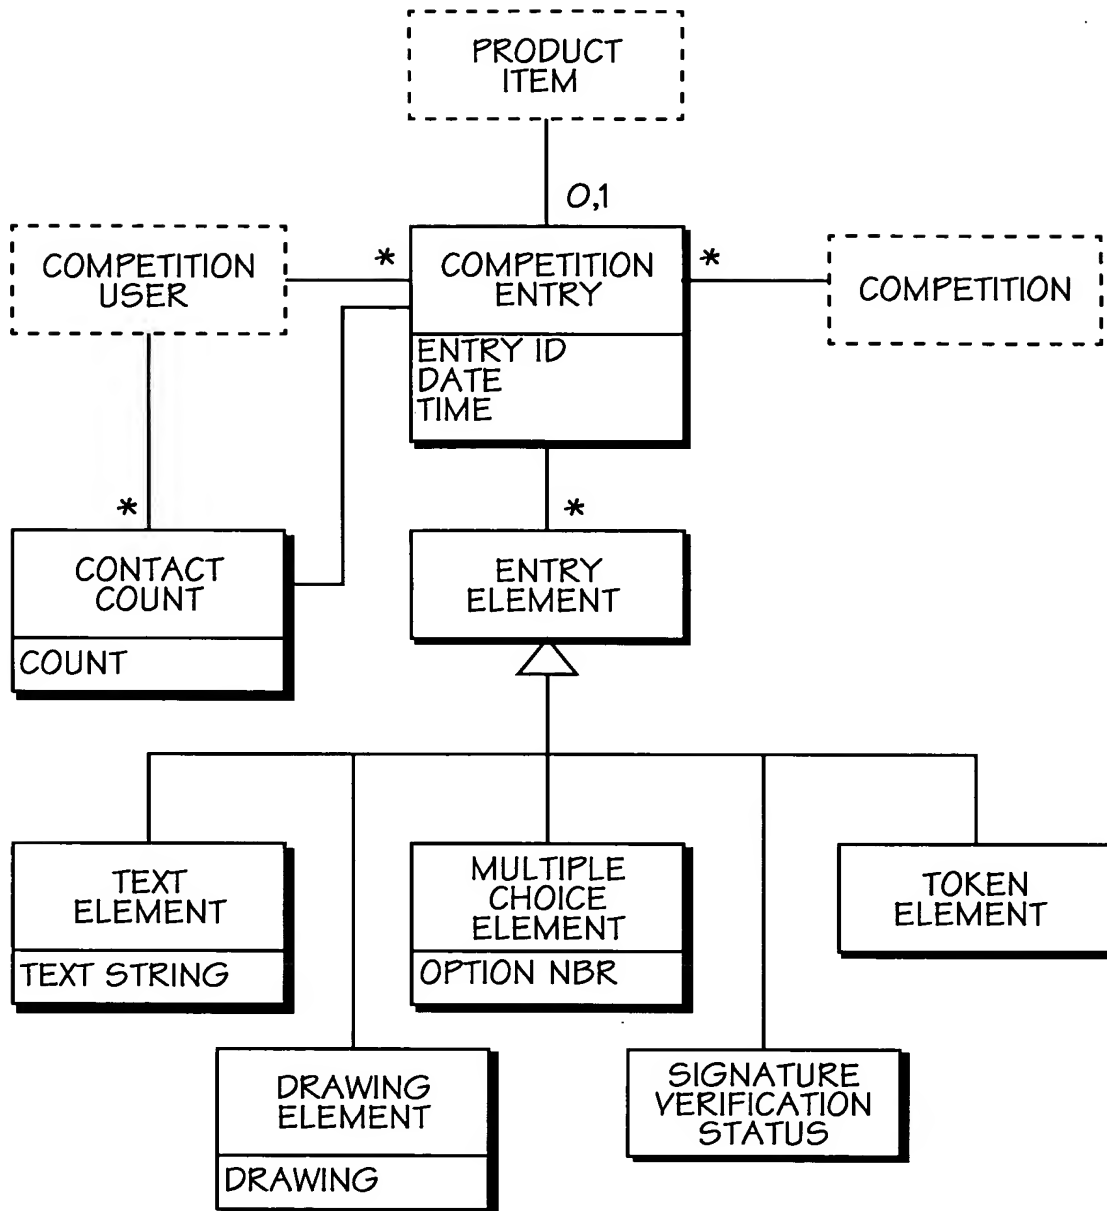 PRODUCT
ITEM
0,1
COMPETITION
USER
*
COMPETITION
ENTRY
*
COMPETITION
ENTRY ID
DATE
TIME
*
CONTACT
COUNT
COUNT
*
ENTRY
ELEMENT
TEXT
ELEMENT
TEXT STRING
MULTIPLE
CHOICE
ELEMENT
OPTION NBR
TOKEN
ELEMENT
DRAWING
ELEMENT
DRAWING
SIGNATURE
VERIFICATION
STATUS